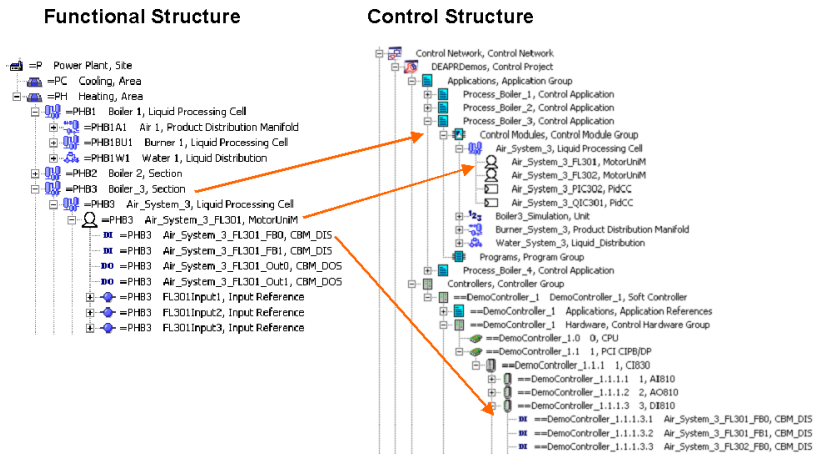 Functional Structure
=P Power Plant, Site
=PC Cooling, Area
=PH Heating, Area
=PHB1 Boiler 1, Liquid Processing Cell
=PHB1A1 Air 1, Product Distribution Manifold
=PHB1BU1 Burner 1, Liquid Processing Cell
=PHB1W1 Water 1, Liquid Distribution
=PHB2 Boiler 2, Section
=PHB3 Boiler_3, Section
=PHB3 Air_System_3, Liquid Processing Cell
=PHB3 Air_System_3_FL301, MotorUniM
DI =PHB3 Air_System_3_FL301_FB0, CBM_DIS
DI =PHB3 Air_System_3_FL301_FB1, CBM_DIS
DO =PHB3 Air_System_3_FL301_Out0, CBM_DOS
DO =PHB3 Air_System_3_FL301_Out1, CBM_DOS
=PHB3 FL301Input1, Input Reference
=PHB3 FL301Input2, Input Reference
=PHB3 FL301Input3, Input Reference
Control Structure
Control Network, Control Network
DEAPRDemos, Control Project
Applications, Application Group
Process_Boiler_1, Control Application
Process_Boiler_2, Control Application
Process_Boiler_3, Control Application
Control Modules, Control Module Group
Air_System_3, Liquid Processing Cell
Air_System_3_FL301, MotorUniM
Air_System_3_FL302, MotorUniM
Air_System_3_PIC302, PidCC
Air_System_3_QIC301, PidCC
123 Boiler3_Simulation, Unit
Burner_System_3, Product Distribution Manifold
Water_System_3, Liquid_Distribution
Programs, Program Group
Process_Boiler_4, Control Application
Controllers, Controller Group
==DemoController_1 DemoController_1, Soft Controller
==DemoController_1 Applications, Application References
==DemoController_1 Hardware, Control Hardware Group
==DemoController_1.0 0, CPU
==DemoController_1.1 1, PCI CIPB/DP
==DemoController_1.1.1 1, CI830
==DemoController_1.1.1.1 1, AI810
==DemoController_1.1.1.2 2, AO810
==DemoController_1.1.1.3 3, DI810
DI ==DemoController_1.1.1.3.1 Air_System_3_FL301_FB0, CBM_DIS
DI ==DemoController_1.1.1.3.2 Air_System_3_FL301_FB1, CBM_DIS
DI ==DemoController_1.1.1.3.3 Air_System_3_FL302_FB0, CBM_DIS